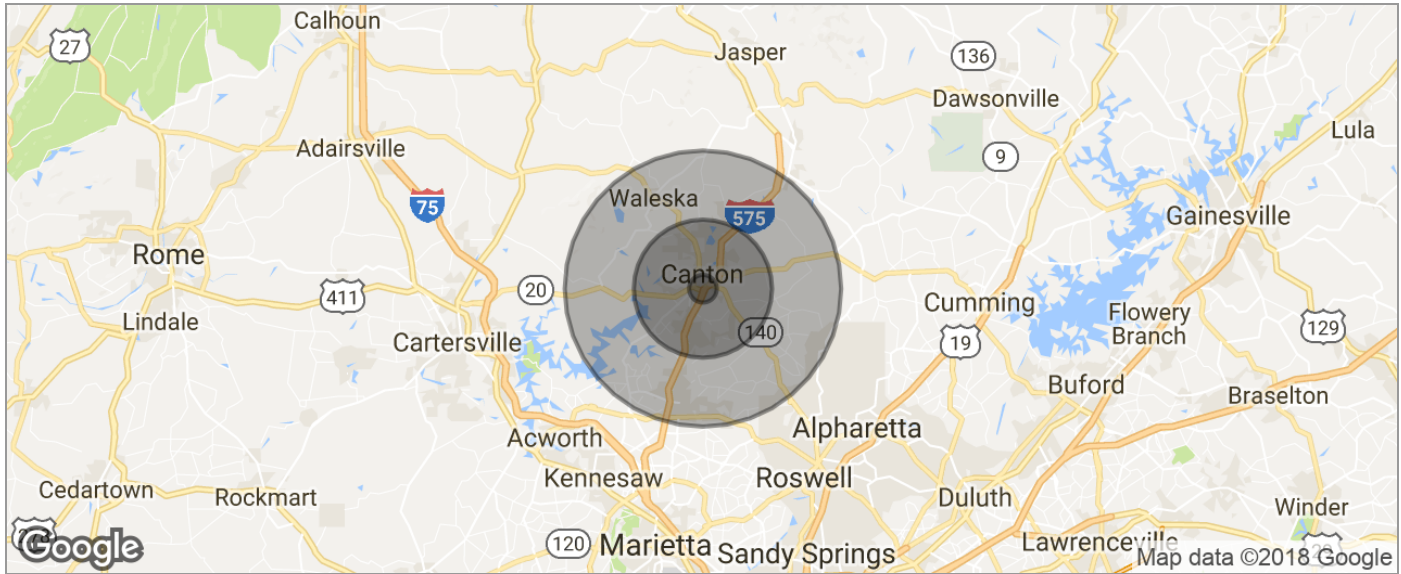 Calhoun
27
Jasper
136
Dawsonville
Lula
Adairsville
9
Waleska
75
575
Gainesville
Rome
Canton
411
20
Cumming
Flowery
Branch
129
Lindale
140
19
Cartersville
Buford
Braselton
Alpharetta
Acworth
Kennesaw
Roswell
Cedartown
Rockmart
Duluth
Winder
Google
120
Marietta
Sandy Springs
Lawrenceville
Map data ©2018 Google